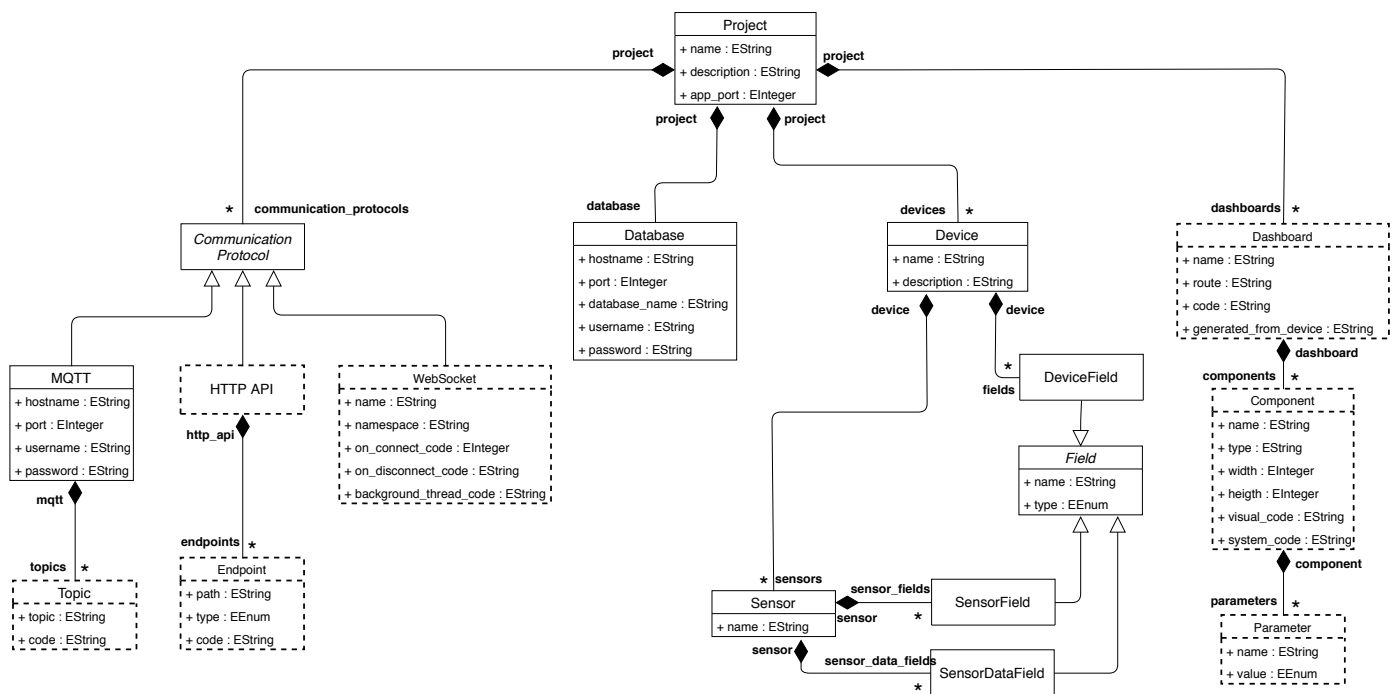 Project
+ name : EString
+ description : EString
+ app_port : EInteger
project
project
project
project
* communication_protocols
database
devices *
dashboards *
Communication
Protocol
Database
+ hostname : EString
+ port : EInteger
+ database_name : EString
+ username : EString
+ password : EString
Device
+ name : EString
+ description : EString
device
device
Dashboard
+ name : EString
+ route : EString
+ code : EString
+ generated_from_device : EString
dashboard
components *
MQTT
+ hostname : EString
+ port : EInteger
+ username : EString
+ password : EString
mqtt
HTTP API
http_api
WebSocket
+ name : EString
+ namespace : EString
+ on_connect_code : EInteger
+ on_disconnect_code : EString
+ background_thread_code : EString
*
fields
DeviceField
Field
+ name : EString
+ type : EEnum
Component
+ name : EString
+ type : EString
+ width : EInteger
+ heigth : EInteger
+ visual_code : EString
+ system_code : EString
component
parameters *
topics *
Topic
+ topic : EString
+ code : EString
endpoints *
Endpoint
+ path : EString
+ type : EEnum
+ code : EString
* sensors
Sensor
+ name : EString
sensor_fields
sensor
*
SensorField
sensor
sensor_data_fields
*
SensorDataField
Parameter
+ name : EString
+ value : EEnum